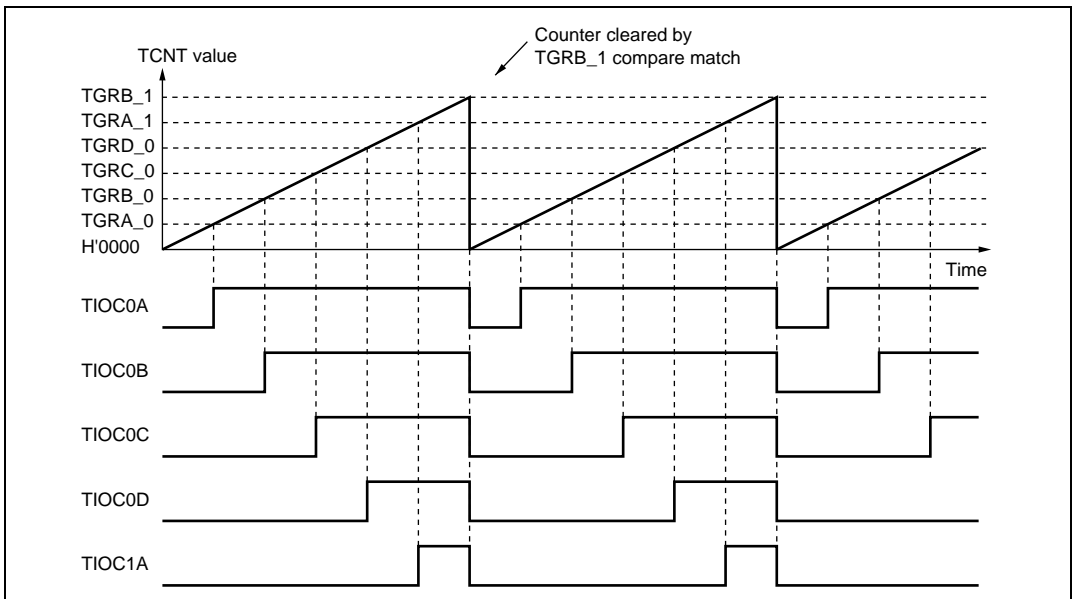 Counter cleared by
TGRB_1 compare match
TCNT value
TGRB_1
TGRA_1
TGRD_0
TGRC_0
TGRB_0
TGRA_0
H'0000
Time
TIOC0A
TIOC0B
TIOC0C
TIOC0D
TIOC1A